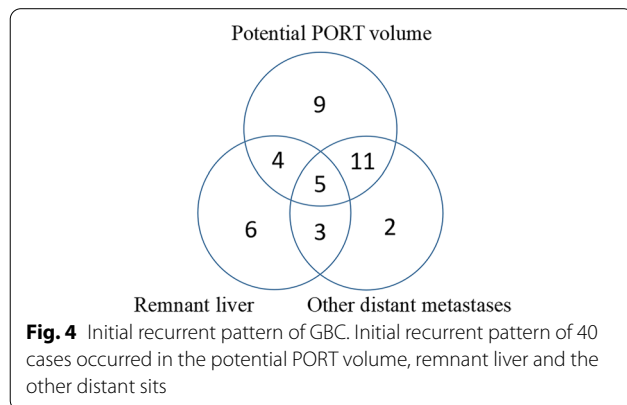 Potential PORT volume
9
4
11
5
6
3
2
Remnant liver
Other distant metastases
Fig. 4 Initial recurrent pattern of GBC. Initial recurrent pattern of 40
cases occurred in the potential PORT volume, remnant liver and the
other distant sits